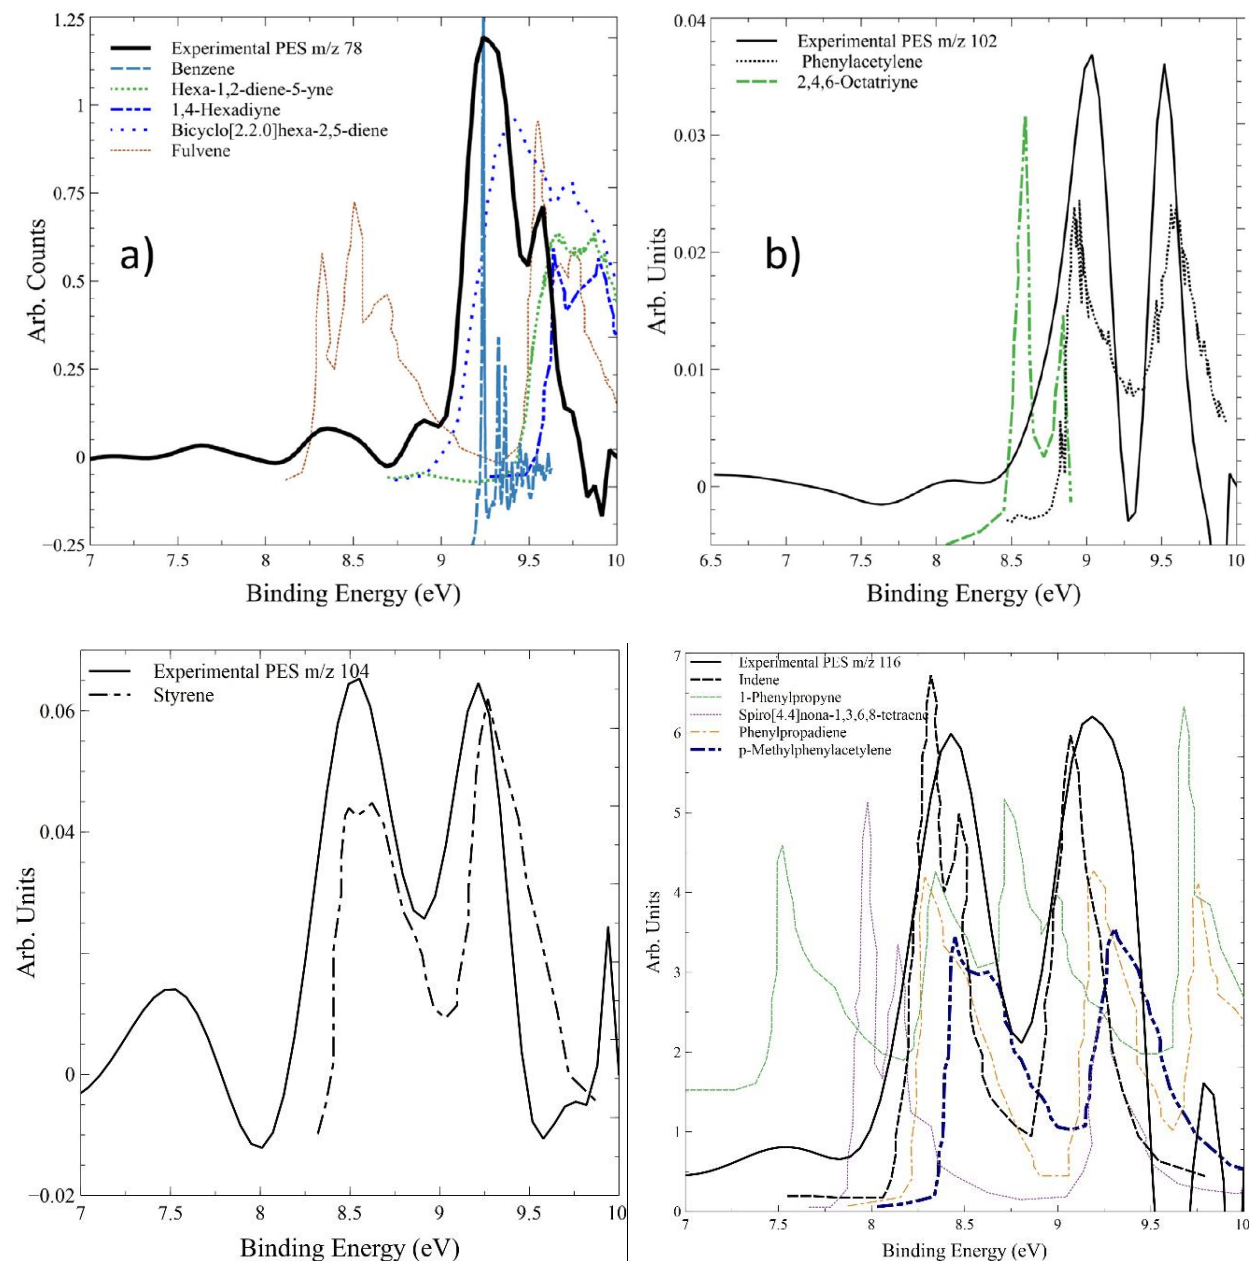 1.25
1
0.75
0.5
0.25
0
−0.25
Arb. Counts
Experimental PES m/z 78
Benzene
Hexa-1,2-diene-5-yne
1,4-Hexadiyne
Bicyclo[2.2.0]hexa-2,5-diene
Fulvene
a)
7 7.5 8 8.5 9 9.5 10
Binding Energy (eV)
0.04
0.03
0.02
0.01
0
Arb. Units
Experimental PES m/z 102
Phenylacetylene
2,4,6-Octatriyne
b)
6.5 7 7.5 8 8.5 9 9.5 10
Binding Energy (eV)
0.06
0.04
0
−0.02
Arb. Units
Experimental PES m/z 104
Styrene
7 7.5 8 8.5 9 9.5 10
Binding Energy (eV)
7
6
5
4
3
2
1
0
Arb. Units
Experimental PES m/z 116
Indene
1-Phenylpropyne
Spiro[4.4]nona-1,3,6,8-tetraene
Phenylpropadiene
p-Methylphenylacetylene
7 7.5 8 8.5 9 9.5 10
Binding Energy (eV)